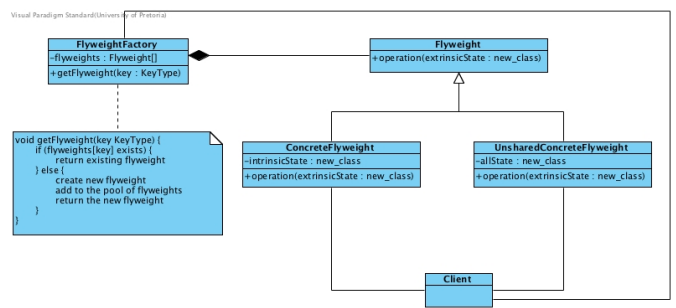 Visual Paradigm Standard(University of Pretoria)
FlyweightFactory
-flyweights : Flyweight[]
+getFlyweight(key : KeyType)
Flyweight
+operation(extrinsicState : new_class)
void getFlyweight(key KeyType) {
if (flyweights[key] exists) {
return existing flyweight
} else {
create new flyweight
add to the pool of flyweights
return the new flyweight
}
}
ConcreteFlyweight
-intrinsicState : new_class
+operation(extrinsicState : new_class)
UnsharedConcreteFlyweight
-allState : new_class
+operation(extrinsicState : new_class)
Client